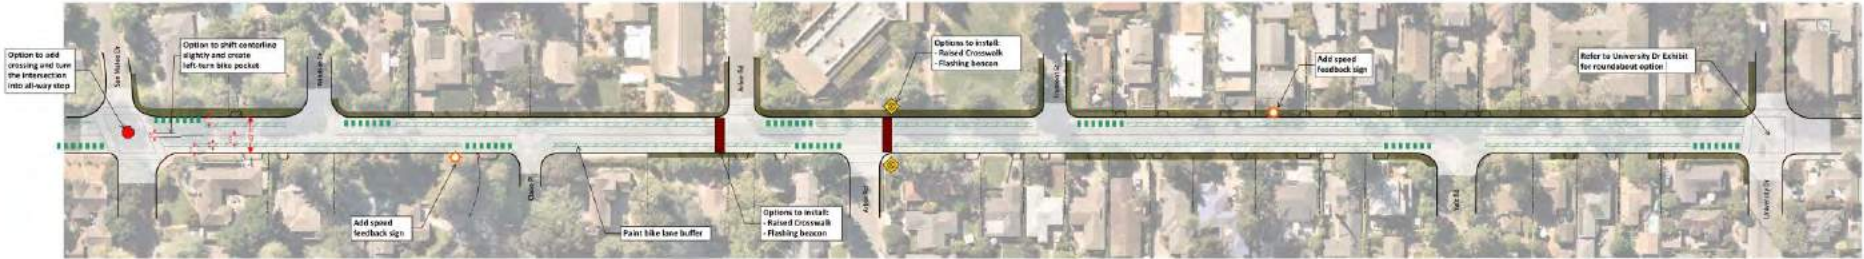 Option to add
crossing and turn
the intersection
into all-way stop
San Mateo Dr
Option to shift centerline
slightly and create
left-turn bike pocket
Arbor Rd
Options to install:
- Raised Crosswalk
- Flashing beacon
Add speed
feedback sign
Refer to University Dr Exhibit
for roundabout option
Add speed
feedback sign
Paint bike lane buffer
Options to install:
- Raised Crosswalk
- Flashing beacon
Arbor Rd
Yale Rd
University Dr